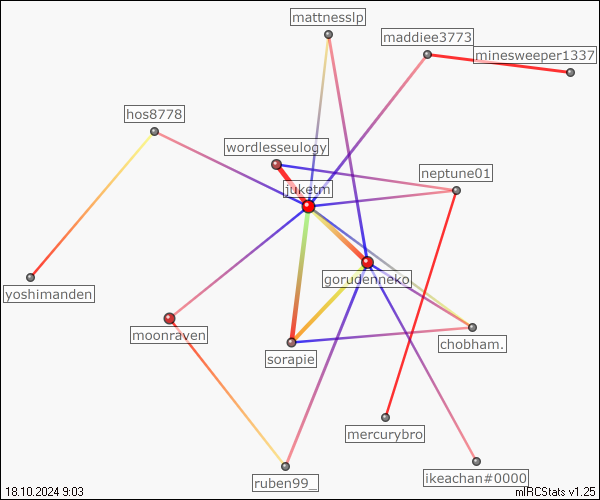 mattnesslp
maddiee3773
minesweeper1337
hos8778
wordlesseulogy
neptune01
juketm
gorudenneko
yoshimanden
moonraven
chobham.
sorapie
mercurybro
ikeachan#0000
ruben99_
18.10.2024 9:03
mIRCStats v1.25